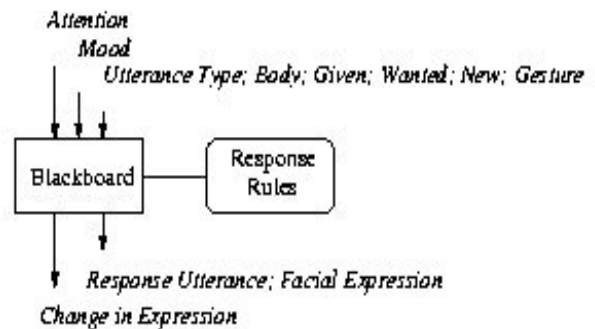 Attention
Mood
Utterance Type; Body; Given; Wanted; New; Gesture
Blackboard
Response
Rules
Response Utterance; Facial Expression
Change in Expression